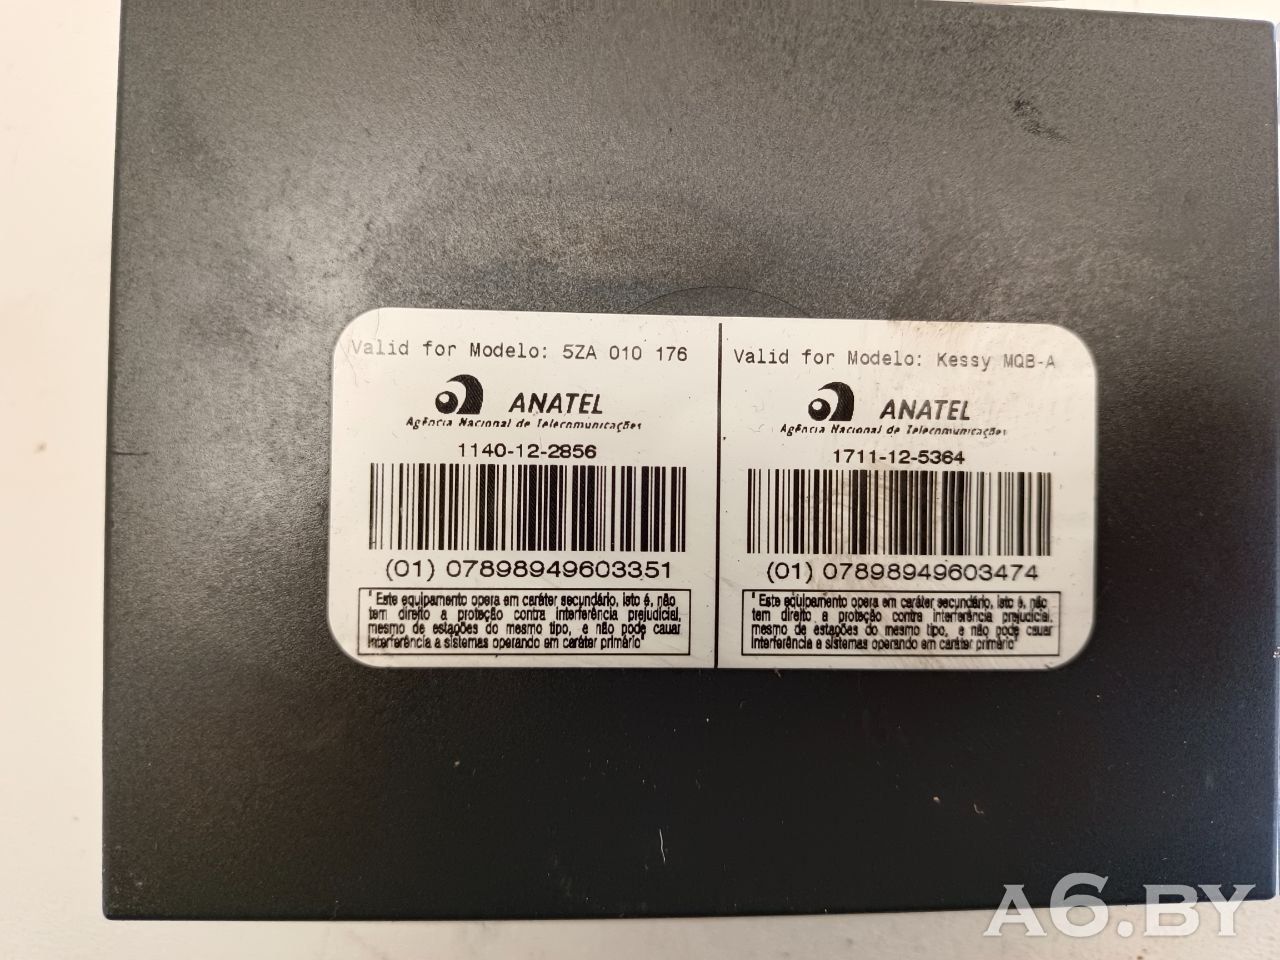 Valid for Modelo: 5ZA 010 176
ANATEL
Agência Nacional de Telecomunicações
1140-12-2856
(01) 07898949603351
"Este equipamento opera em caráter secundário, isto é, não
tem direito a proteção contra interferência prejudicial,
mesmo de estações do mesmo tipo, e não pode cauar
interferência a sistemas operando em caráter primário"
Valid for Modelo: Kessy MQB-A
ANATEL
Agência Nacional de Telecomunicações
1711-12-5364
(01) 07898949603474
"Este equipamento opera em caráter secundário, isto é, não
tem direito a proteção contra interferência prejudicial,
mesmo de estações do mesmo tipo, e não pode cauar
interferência a sistemas operando em caráter primário"
A6.BY